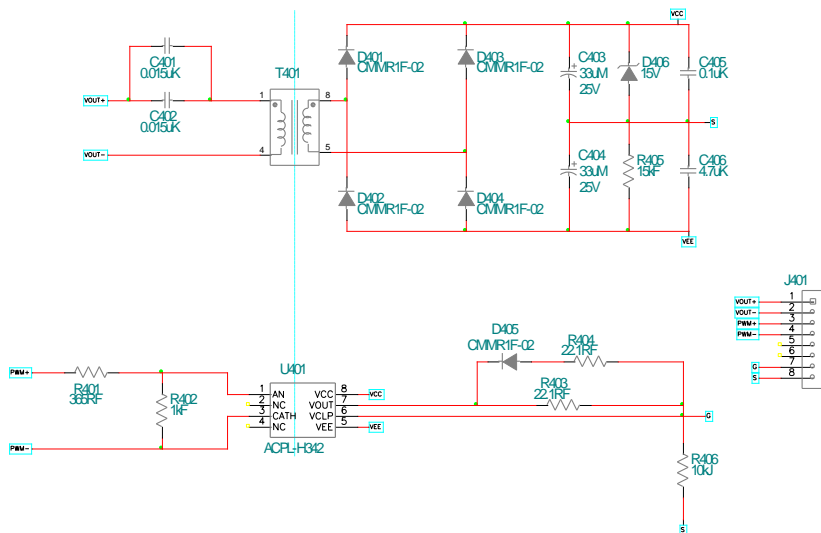 VCC
C401
0.015uK
T401
D401
CMMR1F-02
D403
CMMR1F-02
C403
33uM
25V
D406
15V
C405
0.1uK
VOUT+
1
8
C402
0.015uK
S
VOUT-
4
5
C404
33uM
25V
R405
15kF
C406
4.7uK
D402
CMMR1F-02
D404
CMMR1F-02
VEE
J401
VOUT+ 1
VOUT- 2
PWM+ 3
PWM- 4
5
6
G 7
S 8
D405
CMMR1F-02
R404
22.1RF
U401
PWM+
R401
365RF
R402
1kF
1 AN VCC 8 VCC
2 NC VOUT 7
3 CATH VCLP 6
4 NC VEE 5 VEE
R403
22.1RF
G
PWM-
ACPL-H342
R406
10kJ
S